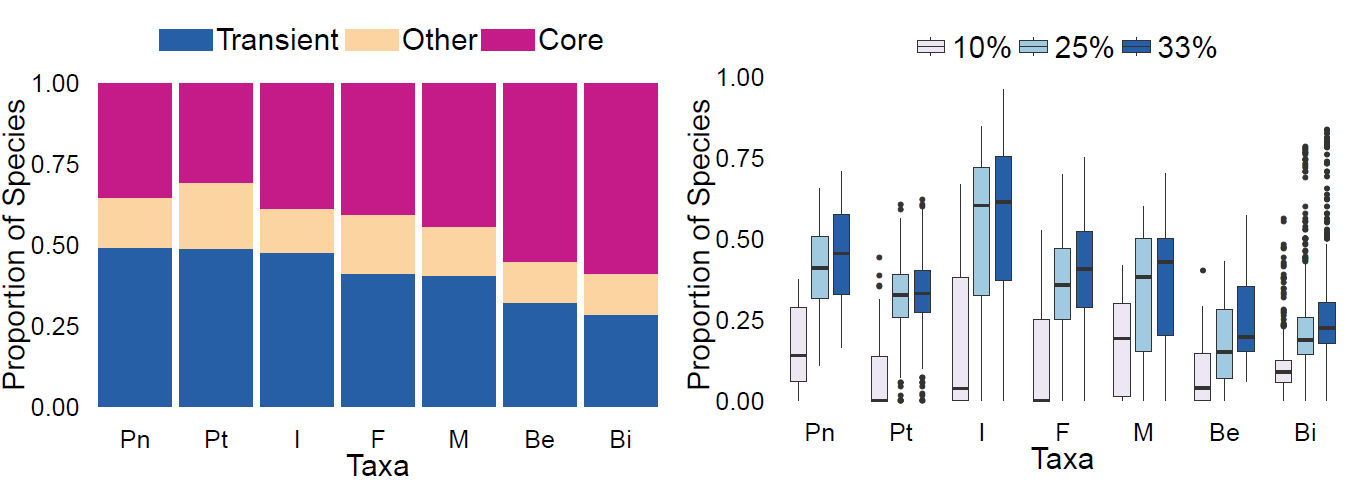 Transient Other Core
Proportion of Species
1.00
0.75
0.50
0.25
0.00
Pn Pt I F M Be Bi
Taxa
10% 25% 33%
Proportion of Species
1.00
0.75
0.50
0.25
0.00
Pn Pt I F M Be Bi
Taxa